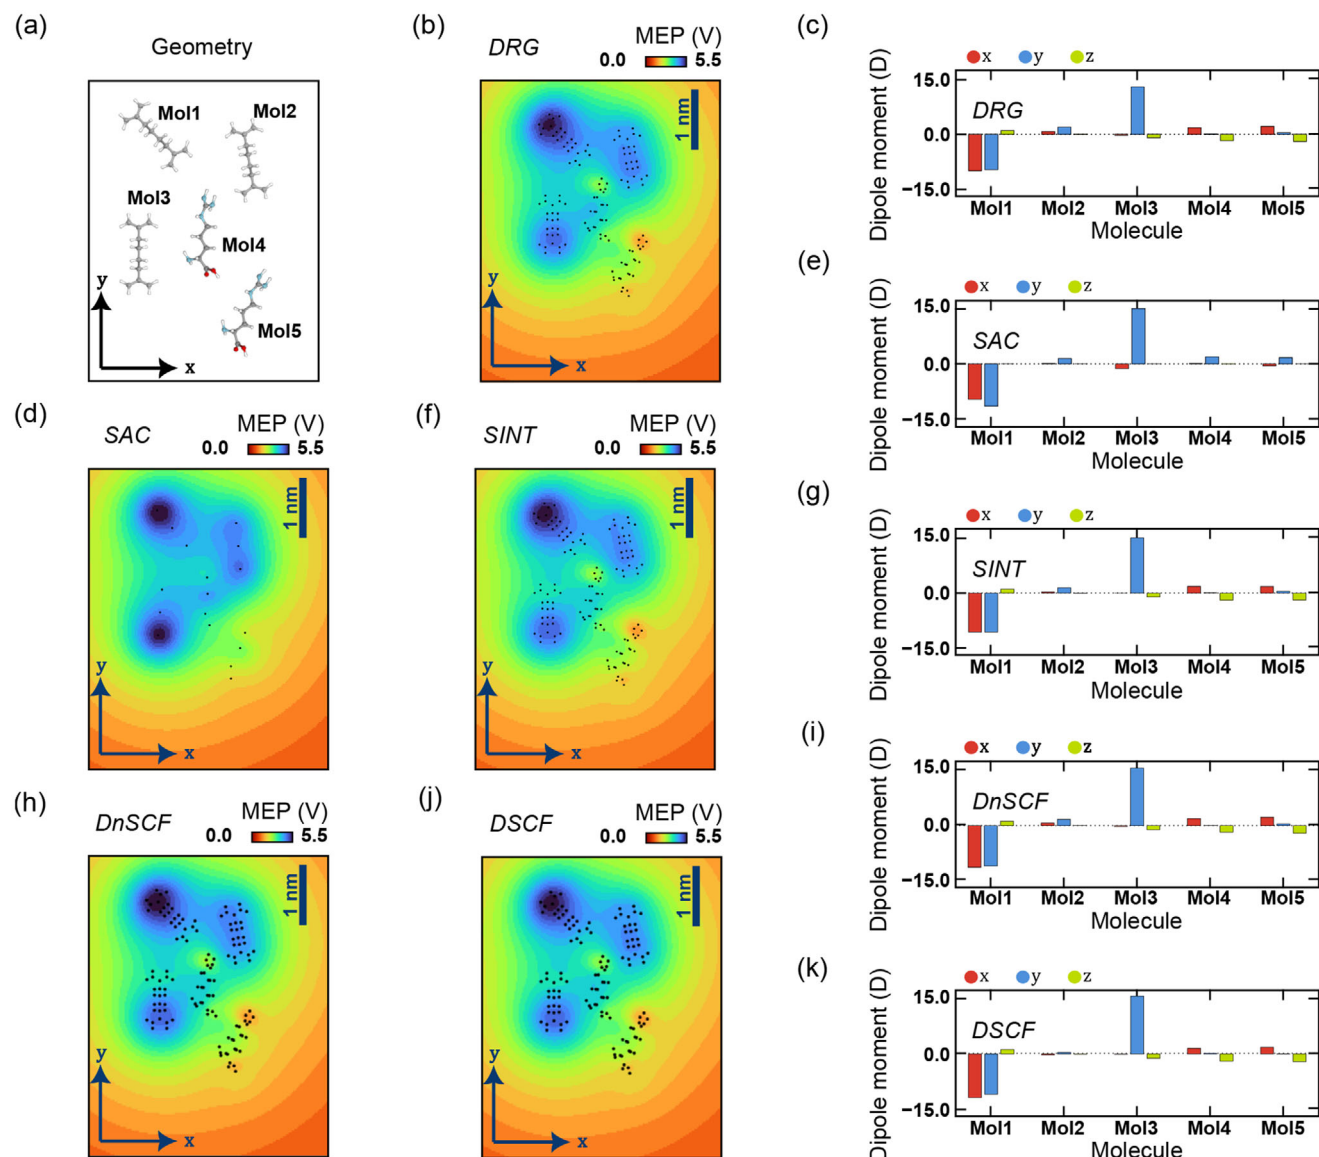 (a)
Geometry
Mol1
Mol2
Mol3
Mol4
Mol5
y
x
(b)
DRG
MEP (V)
0.0 5.5
1 nm
y
x
(c)
x y z
Dipole moment (D)
15.0
0.0
−15.0
DRG
Mol1 Mol2 Mol3 Mol4 Mol5
Molecule
(d)
SAC
MEP (V)
0.0 5.5
1 nm
y
x
(e)
x y z
Dipole moment (D)
15.0
0.0
−15.0
SAC
Mol1 Mol2 Mol3 Mol4 Mol5
Molecule
(f)
SINT
MEP (V)
0.0 5.5
1 nm
y
x
(g)
x y z
Dipole moment (D)
15.0
0.0
−15.0
SINT
Mol1 Mol2 Mol3 Mol4 Mol5
Molecule
(h)
DnSCF
MEP (V)
0.0 5.5
1 nm
y
x
(i)
x y z
Dipole moment (D)
15.0
0.0
−15.0
DnSCF
Mol1 Mol2 Mol3 Mol4 Mol5
Molecule
(j)
DSCF
MEP (V)
0.0 5.5
1 nm
y
x
(k)
x y z
Dipole moment (D)
15.0
0.0
−15.0
DSCF
Mol1 Mol2 Mol3 Mol4 Mol5
Molecule